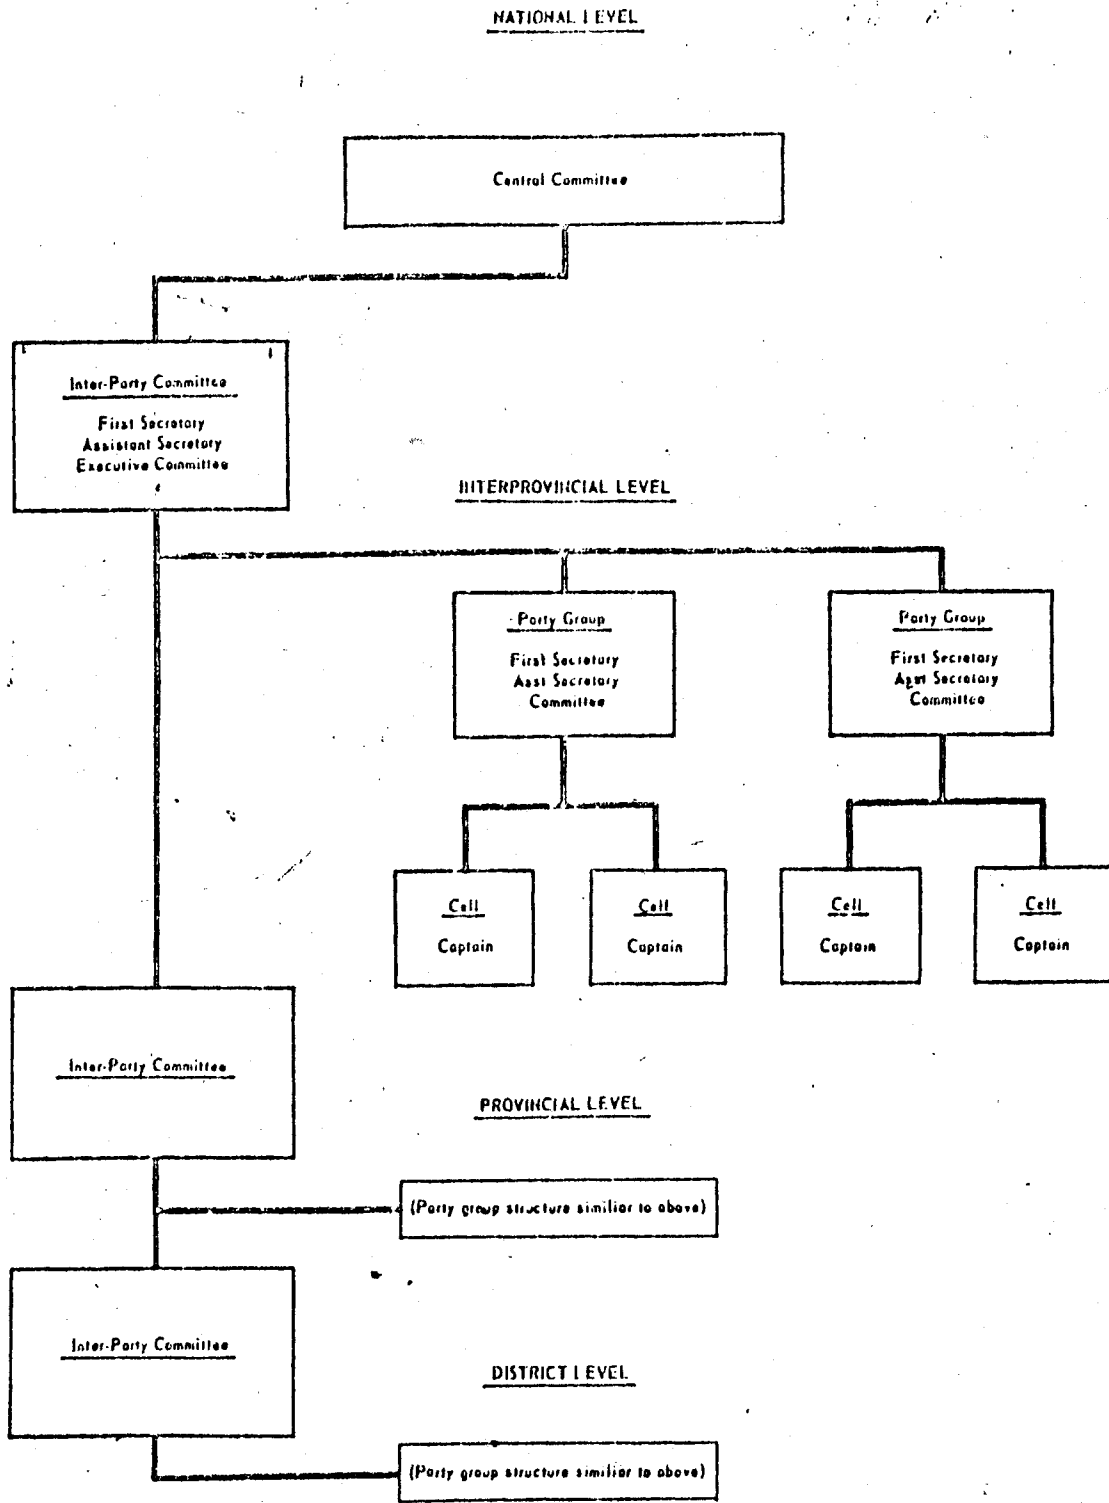 NATIONAL LEVEL
Central Committee
Inter-Party Committee
First Secretary
Assistant Secretary
Executive Committee
INTERPROVINCIAL LEVEL
Party Group
First Secretary
Asst Secretary
Committee
Party Group
First Secretary
Asst Secretary
Committee
Cell
Captain
Cell
Captain
Cell
Captain
Cell
Captain
Inter-Party Committee
PROVINCIAL LEVEL
(Party group structure similiar to above)
Inter-Party Committee
DISTRICT LEVEL
(Party group structure similiar to above)